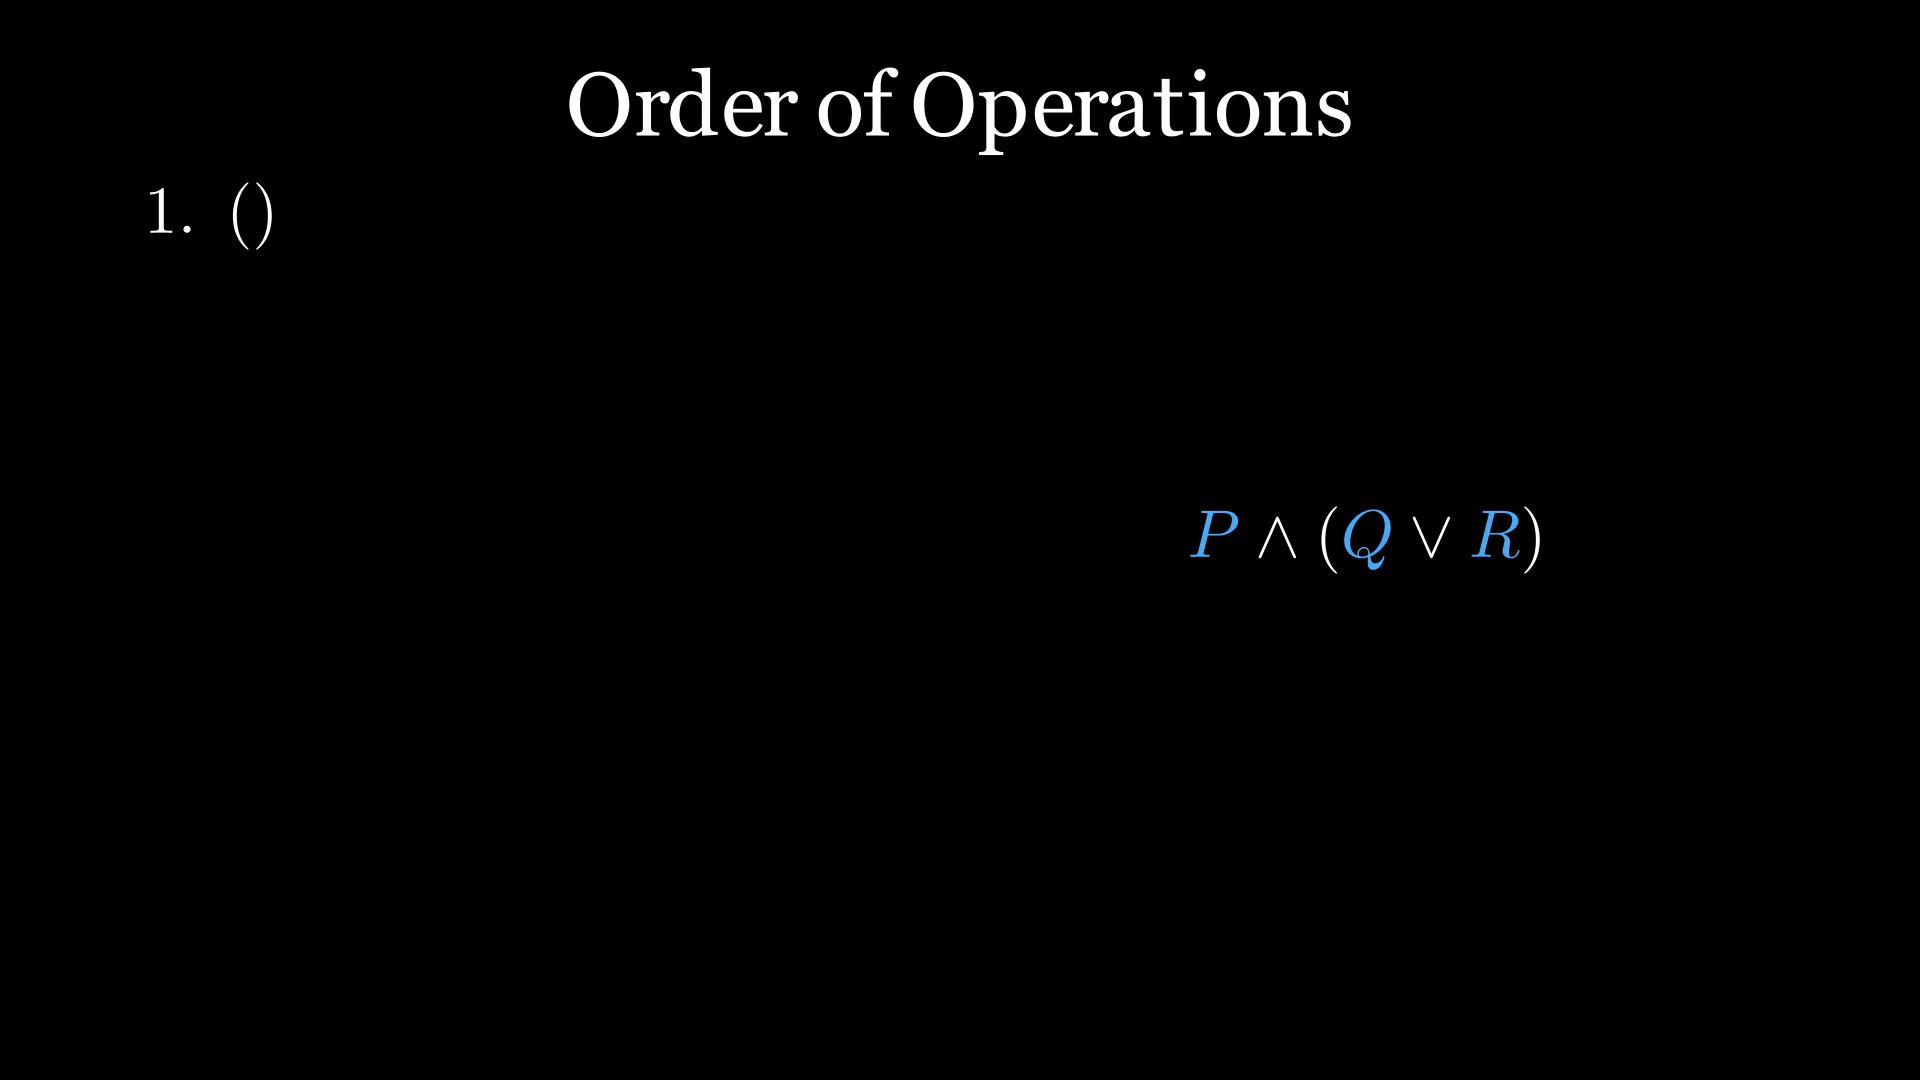 Order of Operations
1. ()
P ∧ (Q ∨ R)